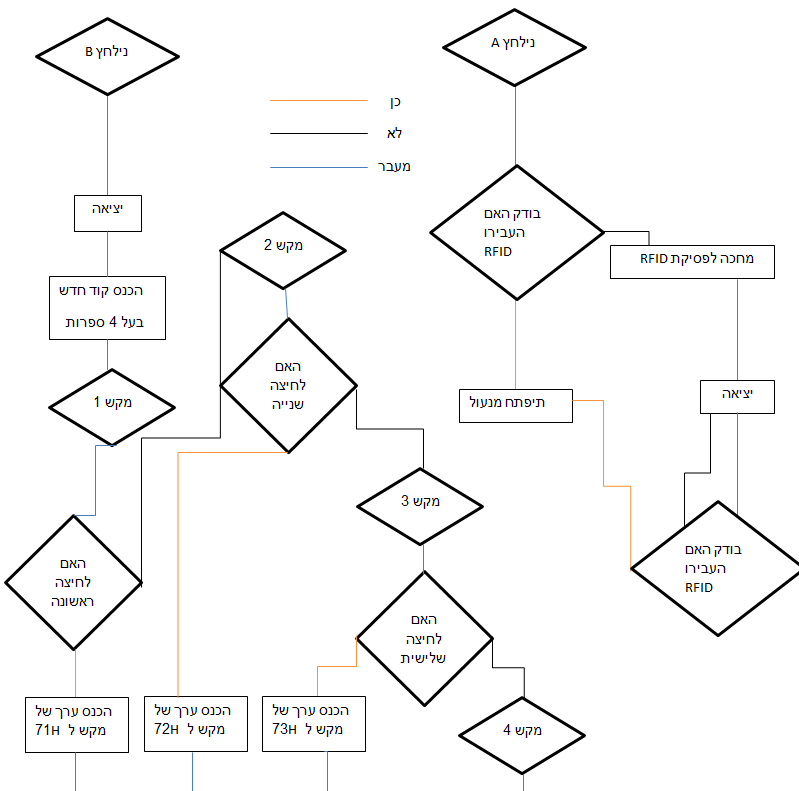 נילחץ A
נילחץ B
כן
לא
מעבר
בודק האם
העבירו
RFID
מחכה לפסיקת RFID
יציאה
תיפתח מנעול
בודק האם
העבירו
RFID
יציאה
הכנס קוד חדש
בעל 4 ספרות
מקש 1
האם
לחיצה
ראשונה
הכנס ערך של
מקש ל 71H
מקש 2
האם
לחיצה
שנייה
הכנס ערך של
מקש ל 72H
מקש 3
האם
לחיצה
שלישית
הכנס ערך של
מקש ל 73H
מקש 4